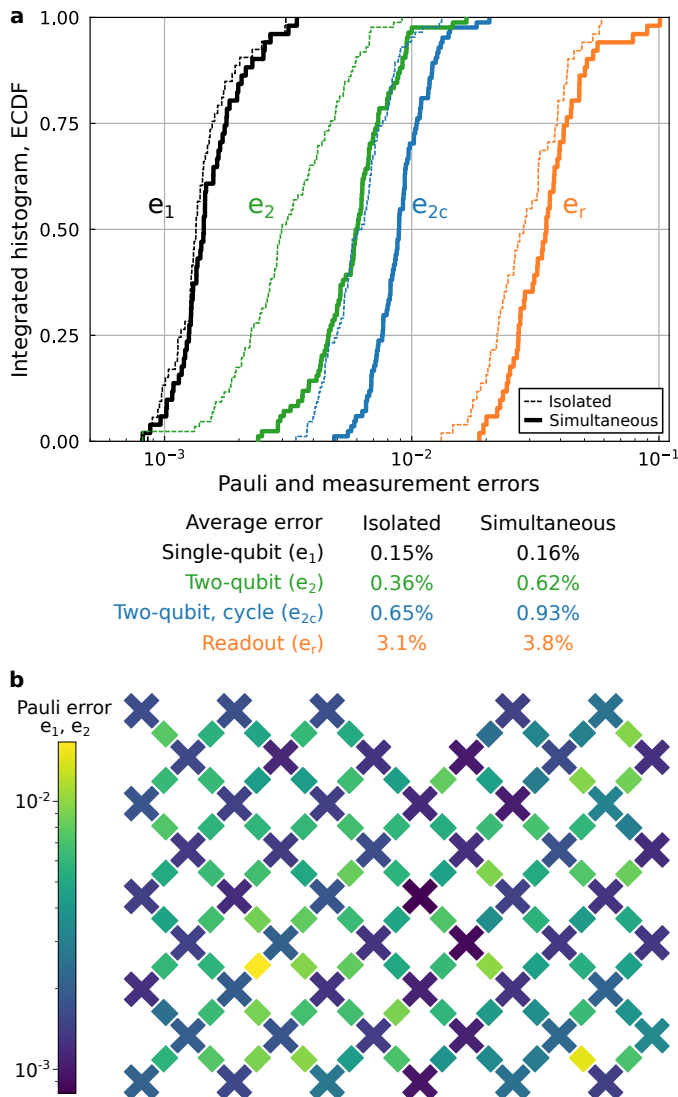 a
Integrated histogram, ECDF
1.00
0.75
0.50
0.25
0.00
e₁
e₂
e₂c
eᵣ
Isolated
Simultaneous
10⁻³
10⁻²
10⁻¹
Pauli and measurement errors
Average error Isolated Simultaneous
Single-qubit (e₁) 0.15% 0.16%
Two-qubit (e₂) 0.36% 0.62%
Two-qubit, cycle (e₂c) 0.65% 0.93%
Readout (eᵣ) 3.1% 3.8%
b
Pauli error
e₁, e₂
10⁻²
10⁻³